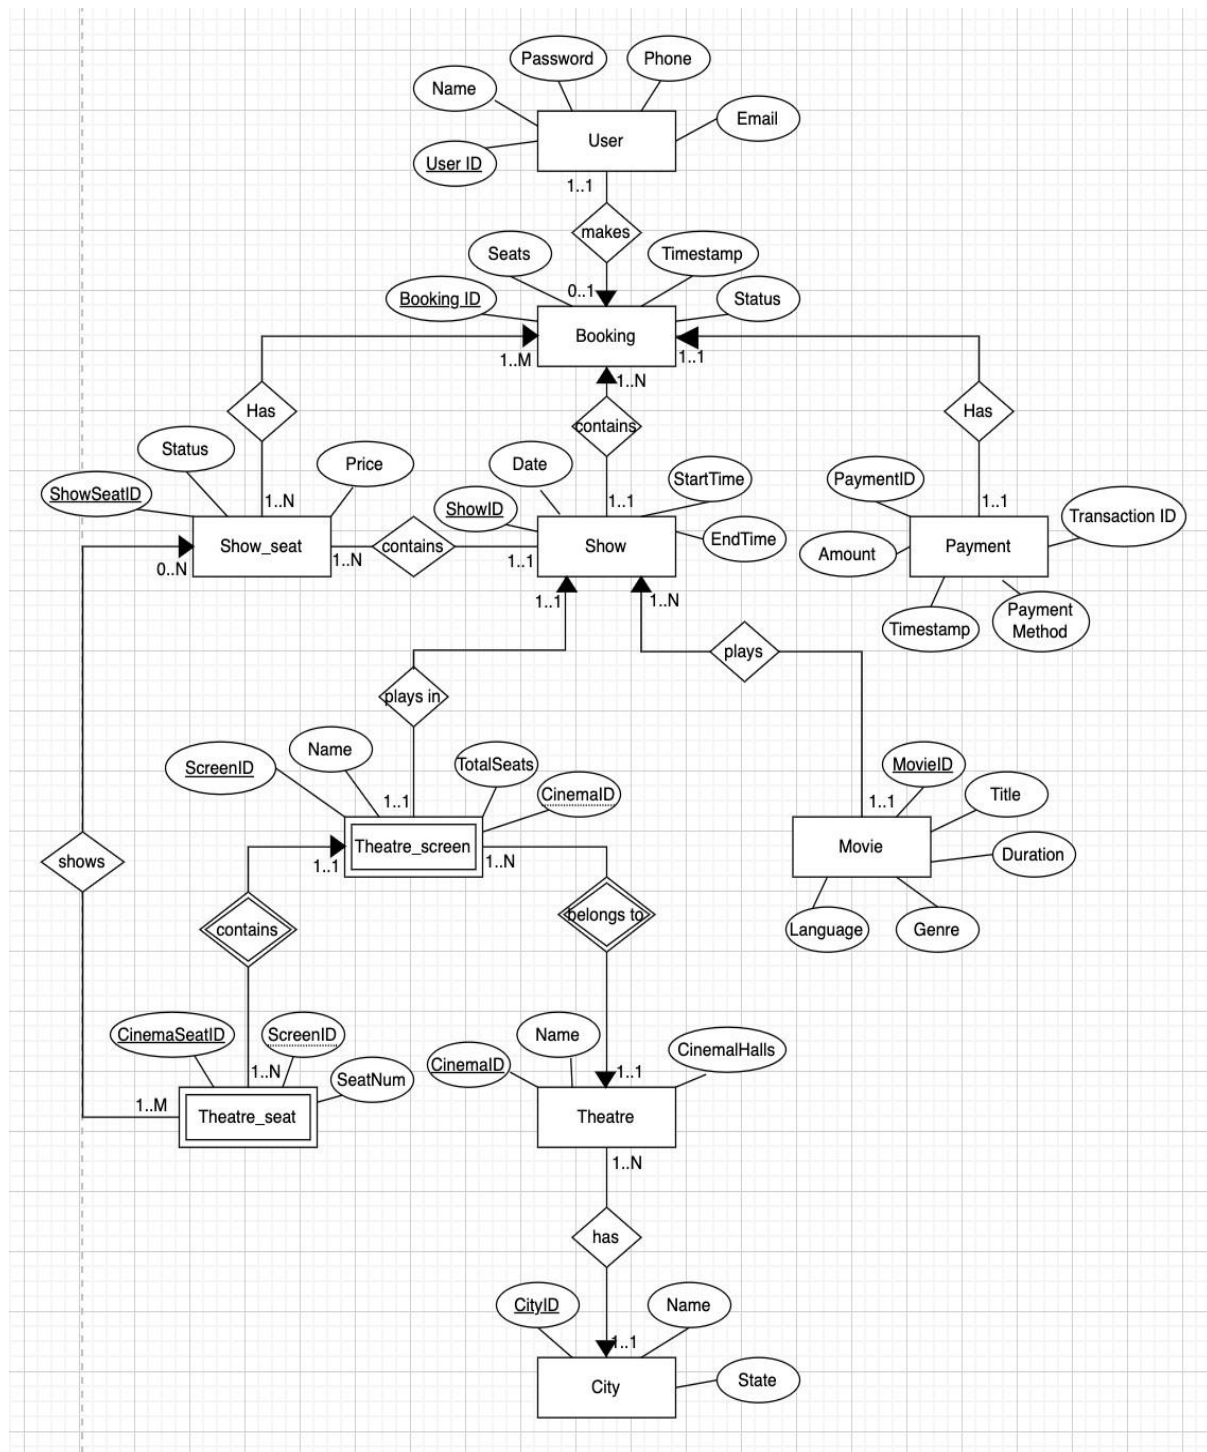 Password
Phone
Name
Email
User
User ID
1..1
makes
Seats
Timestamp
0..1
Booking ID
Status
Booking
1..M
1..1
1..N
Has
contains
Has
Status
Price
Date
StartTime
PaymentID
ShowSeatID
ShowID
Transaction ID
1..N
1..1
1..1
EndTime
Show_seat
contains
Show
Amount
Payment
0..N
1..N
1..1
1..1
1..N
Timestamp
Payment
Method
plays
plays in
Name
ScreenID
TotalSeats
MovieID
CinemaID
Title
1..1
1..1
Theatre_screen
Movie
shows
1..1
1..N
Duration
contains
belongs to
Language
Genre
CinemaSeatID
ScreenID
Name
CinemalHalls
CinemaID
1..N
1..1
SeatNum
1..M
Theatre_seat
Theatre
1..N
has
CityID
Name
1..1
City
State